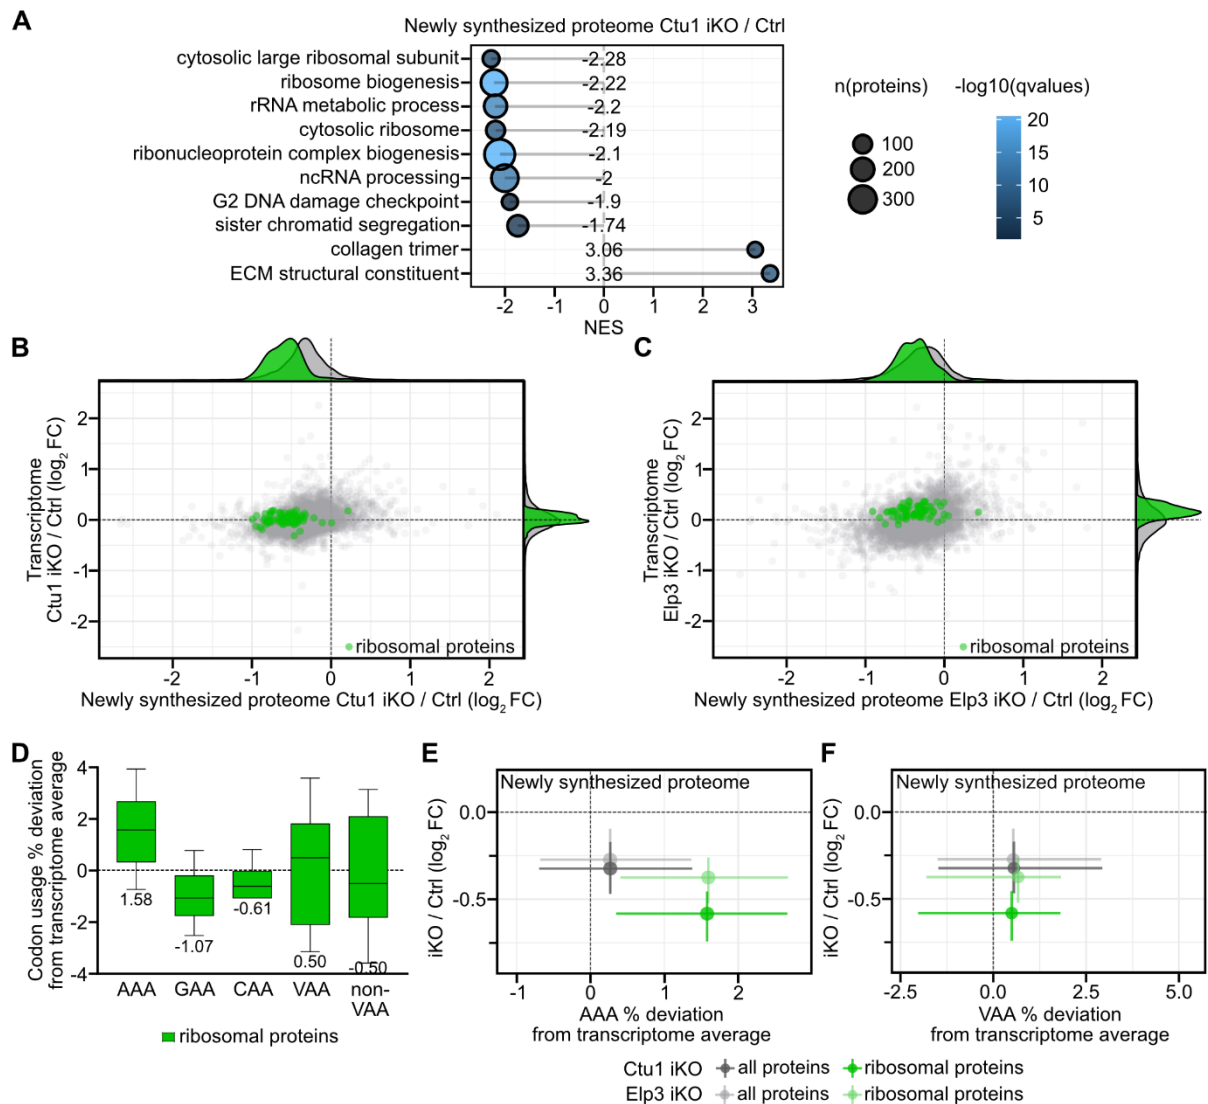 A
Newly synthesized proteome Ctu1 iKO / Ctrl
cytosolic large ribosomal subunit
-2.28
ribosome biogenesis
-2.22
rRNA metabolic process
-2.2
cytosolic ribosome
-2.19
ribonucleoprotein complex biogenesis
-2.1
ncRNA processing
-2
G2 DNA damage checkpoint
-1.9
sister chromatid segregation
-1.74
collagen trimer
3.06
ECM structural constituent
3.36
-2 -1 0 1 2 3
NES
n(proteins)
100
200
300
-log10(qvalues)
20
15
10
5
B
Transcriptome
Ctu1 iKO / Ctrl (log2 FC)
2
1
0
-1
-2
ribosomal proteins
-2 -1 0 1 2
Newly synthesized proteome Ctu1 iKO / Ctrl (log2 FC)
C
Transcriptome
Elp3 iKO / Ctrl (log2 FC)
2
1
0
-1
-2
ribosomal proteins
-2 -1 0 1 2
Newly synthesized proteome Elp3 iKO / Ctrl (log2 FC)
D
Codon usage % deviation
from transcriptome average
4
2
0
-2
-4
1.58
-1.07
-0.61
0.50
-0.50
AAA GAA CAA VAA non-
VAA
ribosomal proteins
E
Newly synthesized proteome
iKO / Ctrl (log2 FC)
0.0
-0.5
-1 0 1 2
AAA % deviation
from transcriptome average
F
Newly synthesized proteome
iKO / Ctrl (log2 FC)
0.0
-0.5
-2.5 0.0 2.5 5.0
VAA % deviation
from transcriptome average
Ctu1 iKO all proteins ribosomal proteins
Elp3 iKO all proteins ribosomal proteins